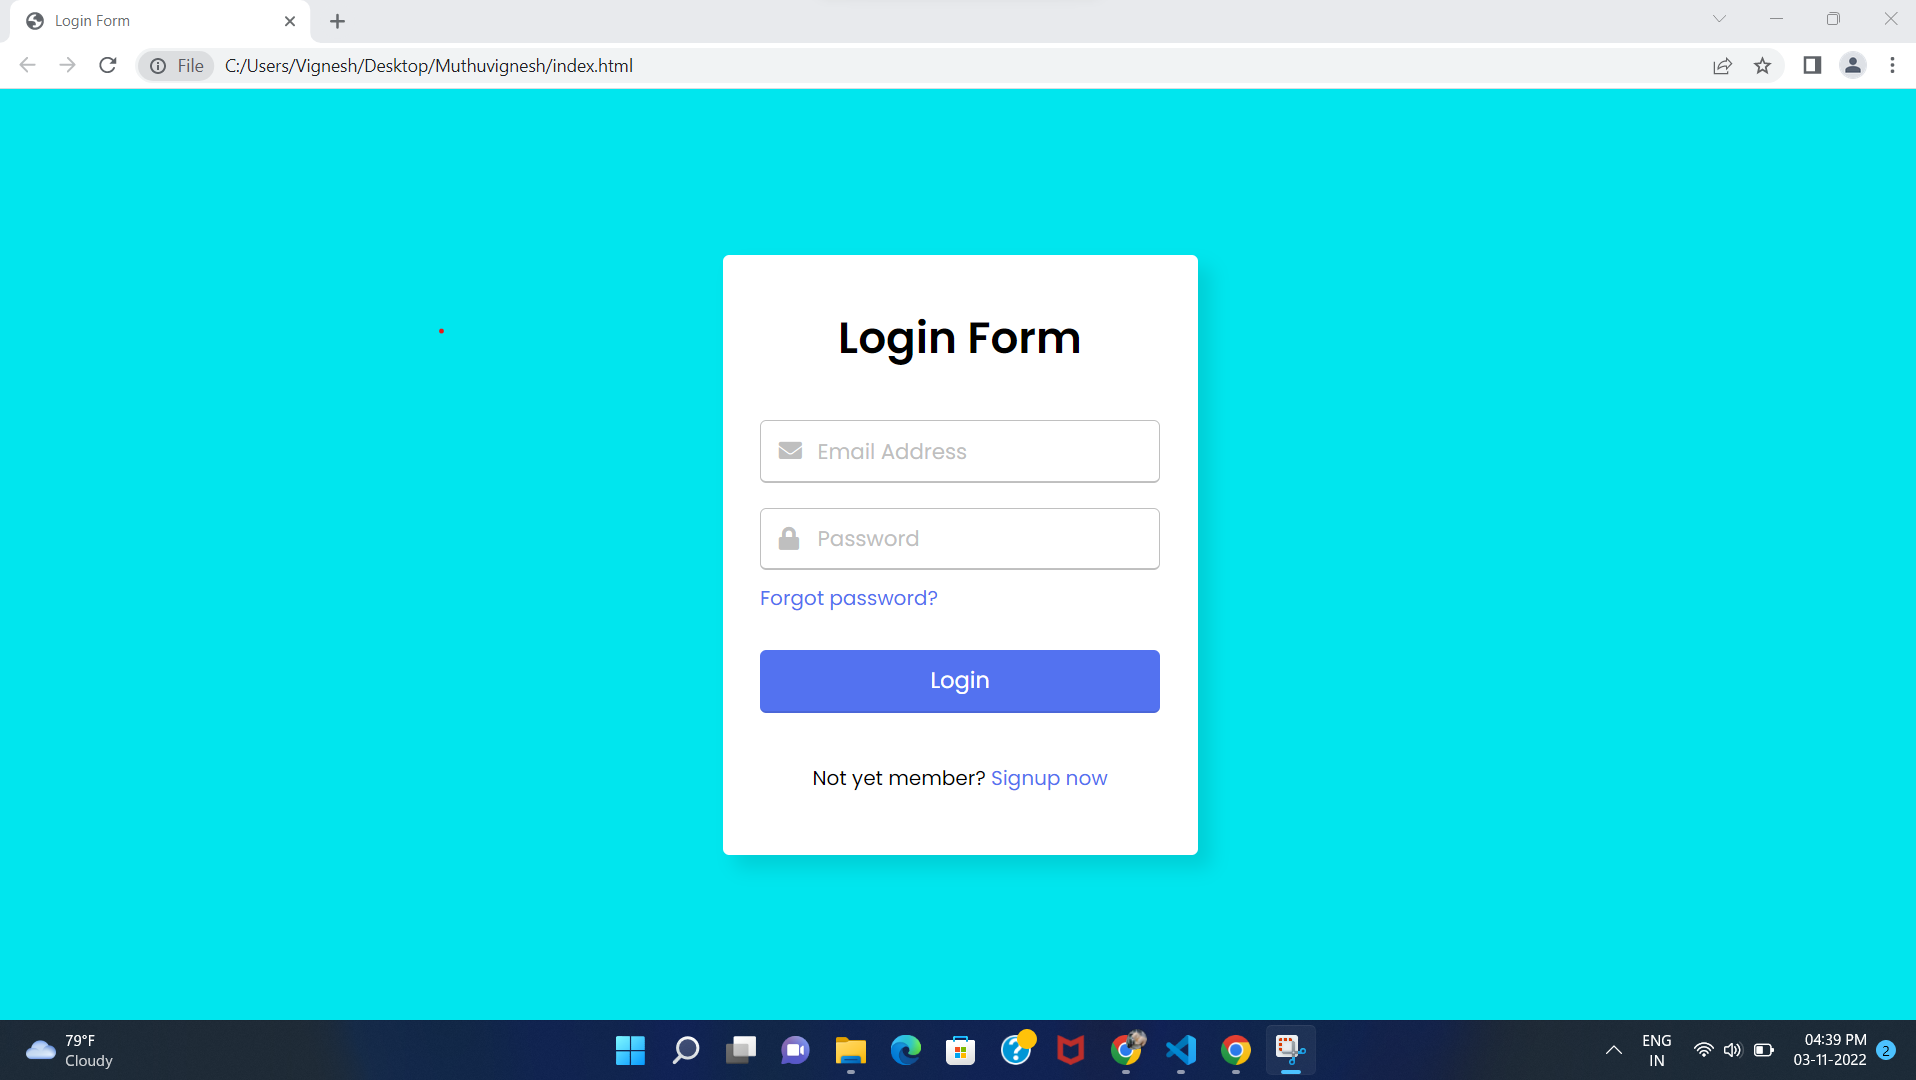 Login Form
File
C:/Users/Vignesh/Desktop/Muthuvignesh/index.html
Login Form
Email Address
Password
Forgot password?
Login
Not yet member? Signup now
79°F
Cloudy
ENG
IN
04:39 PM
03-11-2022
2